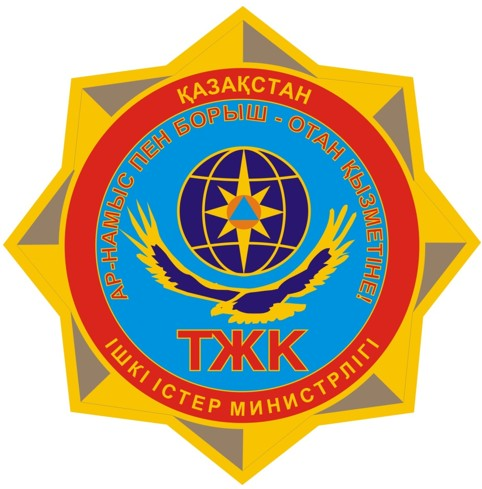 ҚАЗАҚСТАН
АР-НАМЫС ПЕН БОРЫШ - ОТАН ҚЫЗМЕТІНЕ!
ТЖК
ІШКІ ІСТЕР МИНИСТРЛІГІ